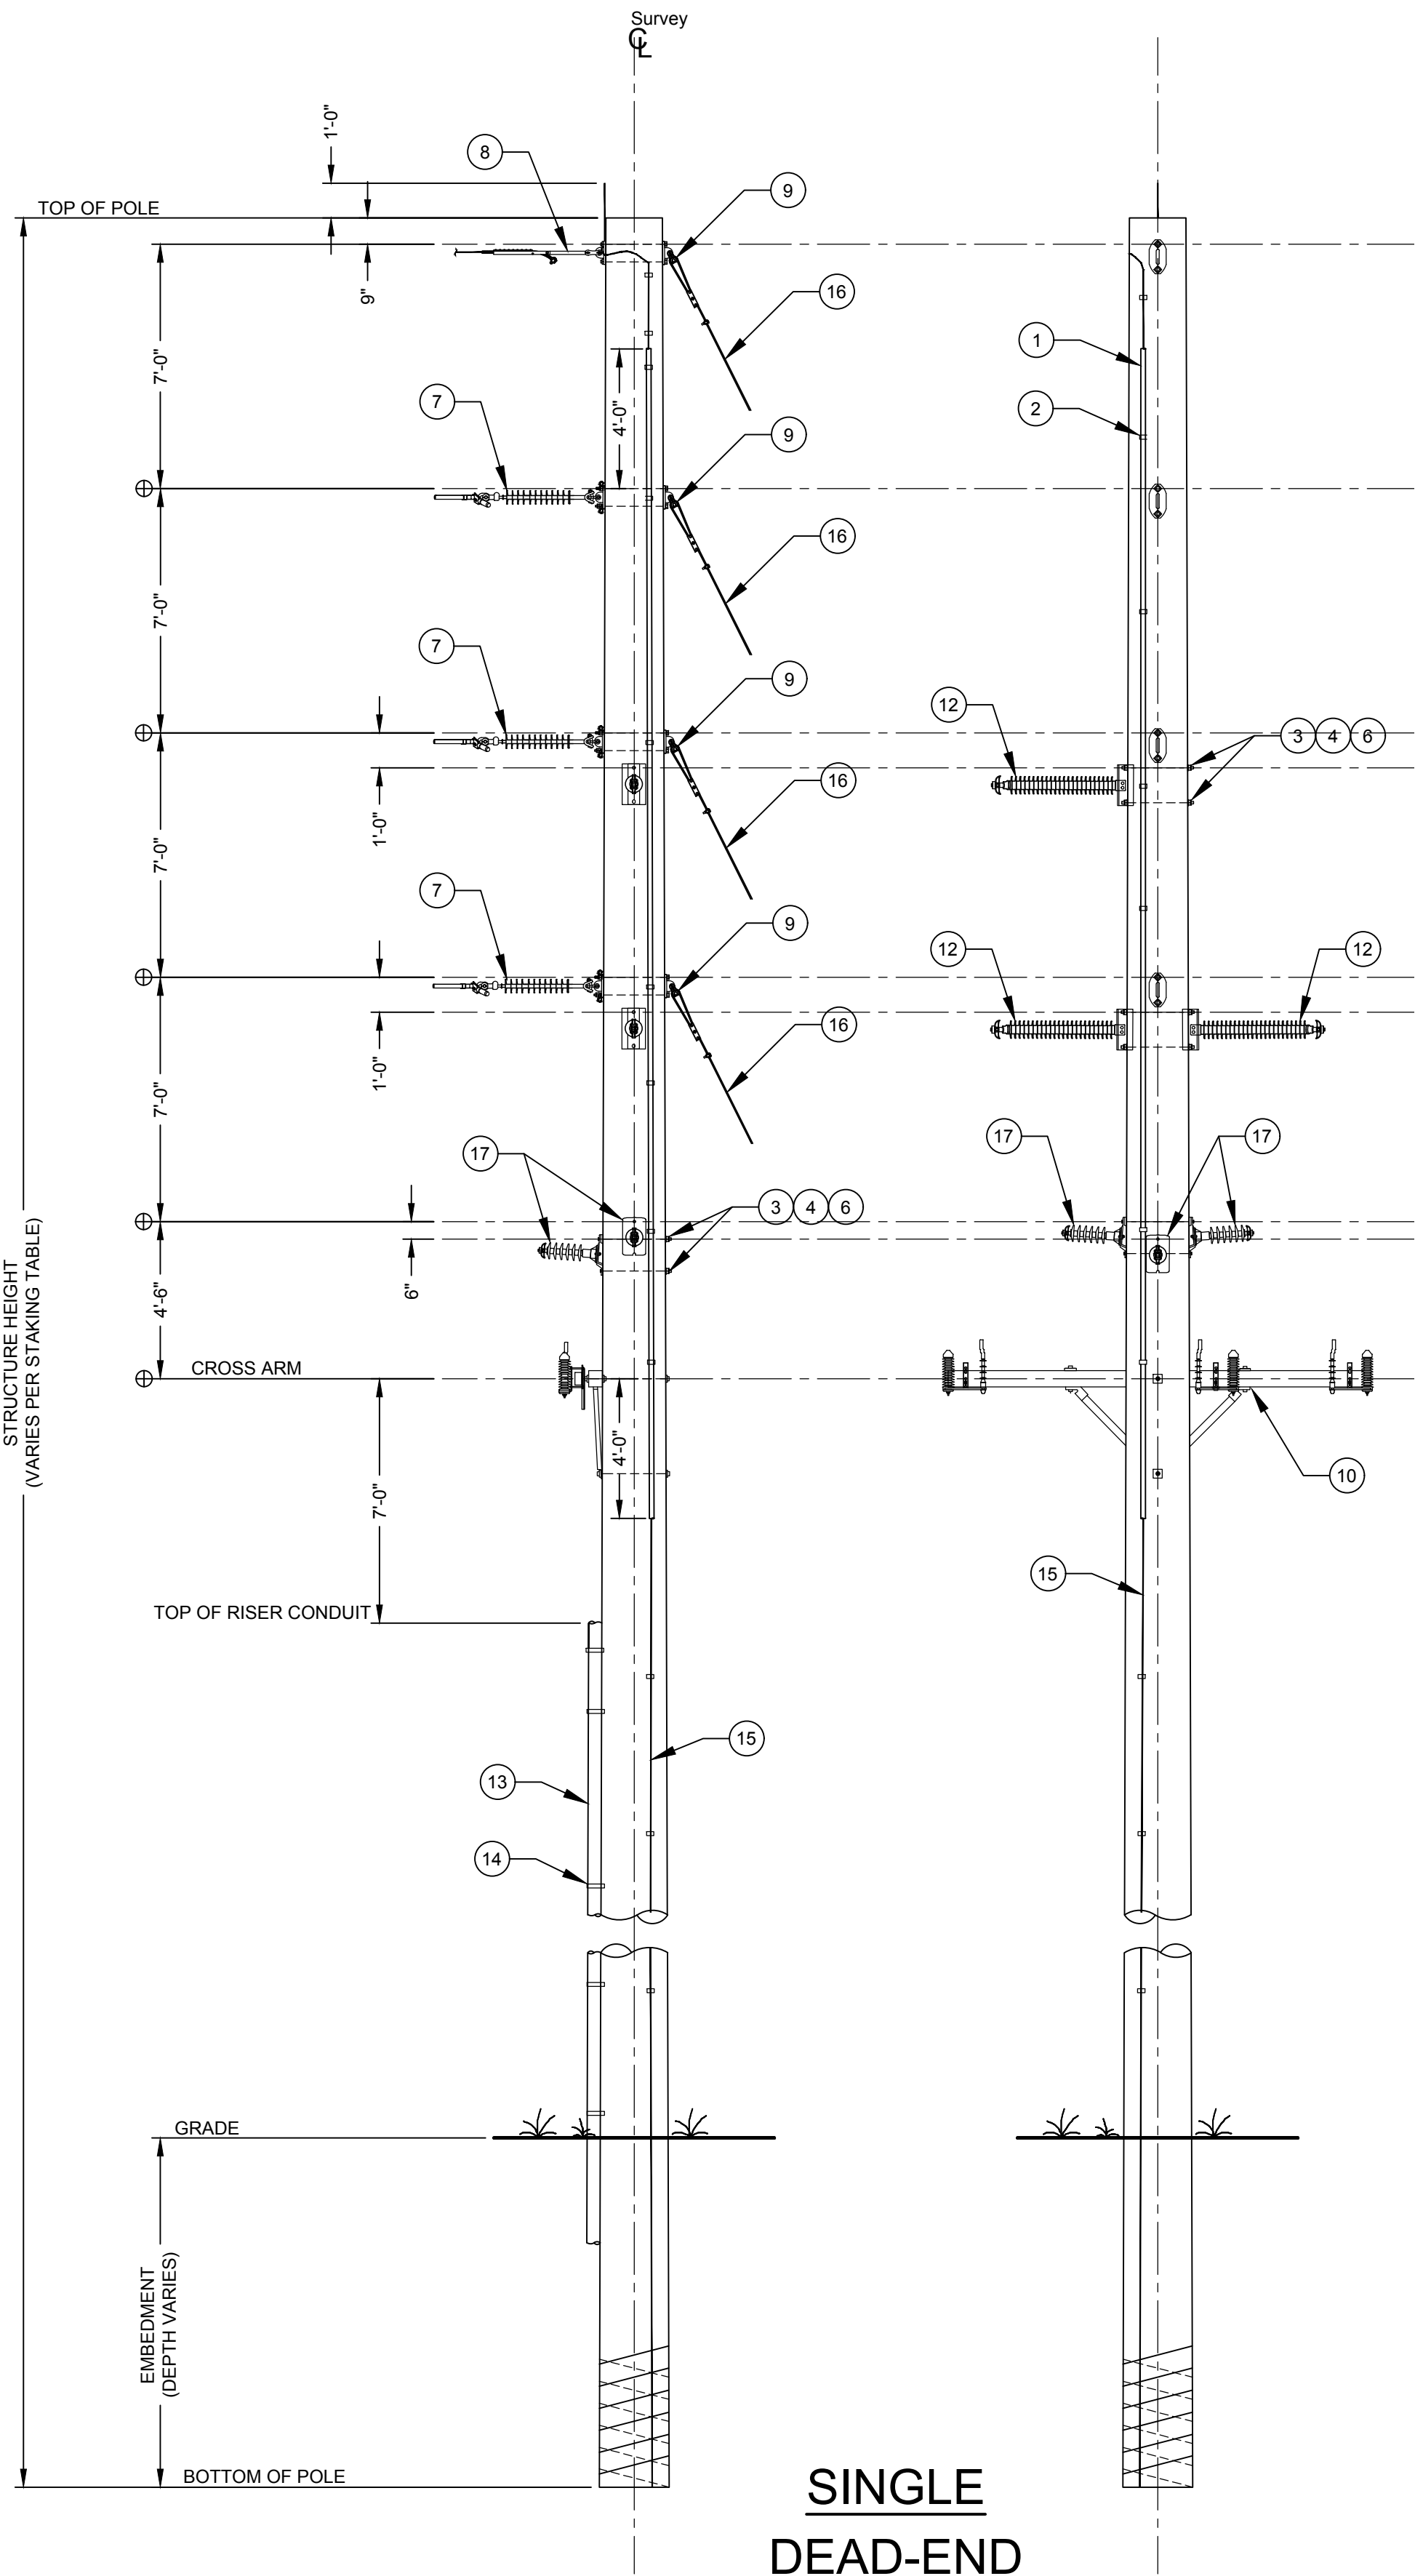 Survey
CL
1'-0"
8
9
TOP OF POLE
9"
16
1
7'-0"
4'-0"
7
2
9
16
7'-0"
7
9
12
3 4 6
1'-0"
16
7'-0"
7
9
12
12
1'-0"
16
7'-0"
17
17
17
3 4 6
6"
4'-6"
STRUCTURE HEIGHT
(VARIES PER STAKING TABLE)
CROSS ARM
4'-0"
10
7'-0"
15
TOP OF RISER CONDUIT
15
13
14
GRADE
EMBEDMENT
(DEPTH VARIES)
BOTTOM OF POLE
SINGLE
DEAD-END